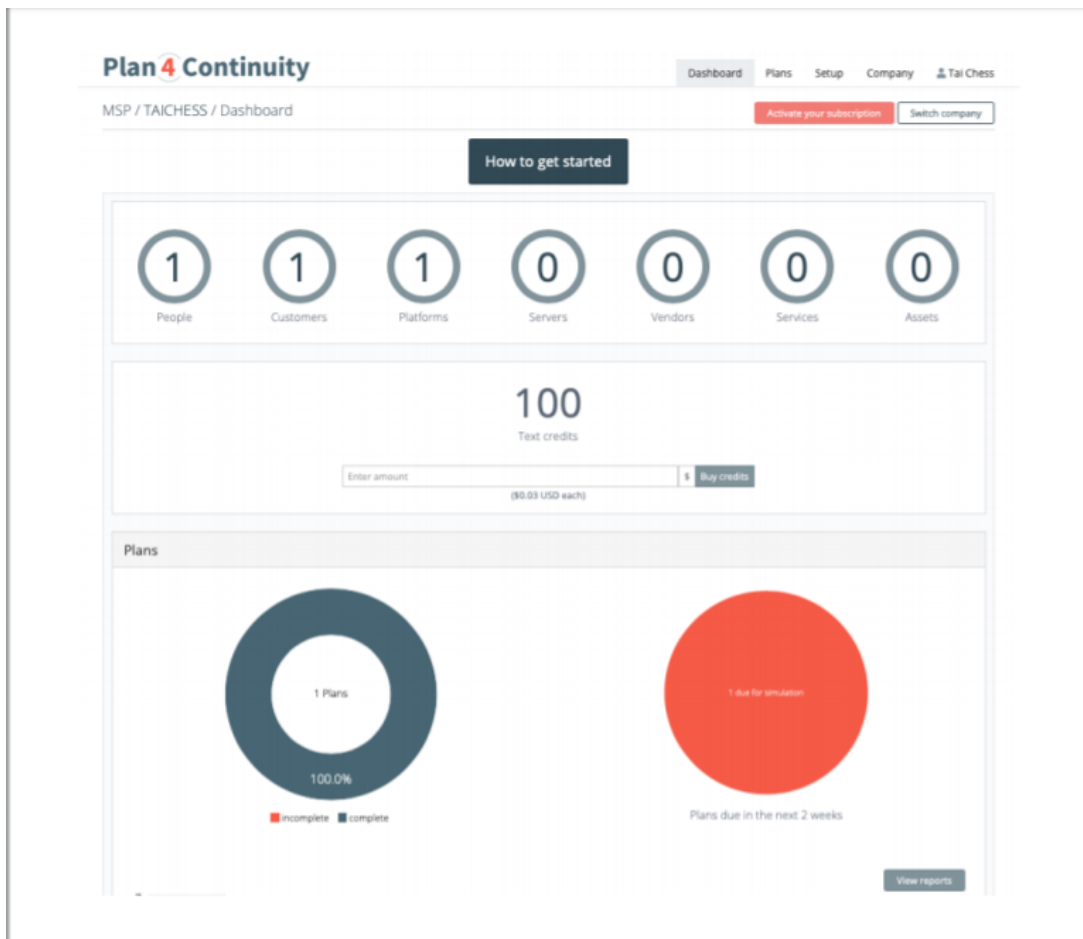 Plan 4 Continuity
Dashboard Plans Setup Company Tai Chess
MSP / TAICHESS / Dashboard
Activate your subscription Switch company
How to get started
1 1 1 0 0 0 0
People Customers Platforms Servers Vendors Services Assets
100
Text credits
Enter amount $ Buy credits
($0.03 USD each)
Plans
1 Plans
1 due for simulation
100.0%
incomplete complete
Plans due in the next 2 weeks
View reports